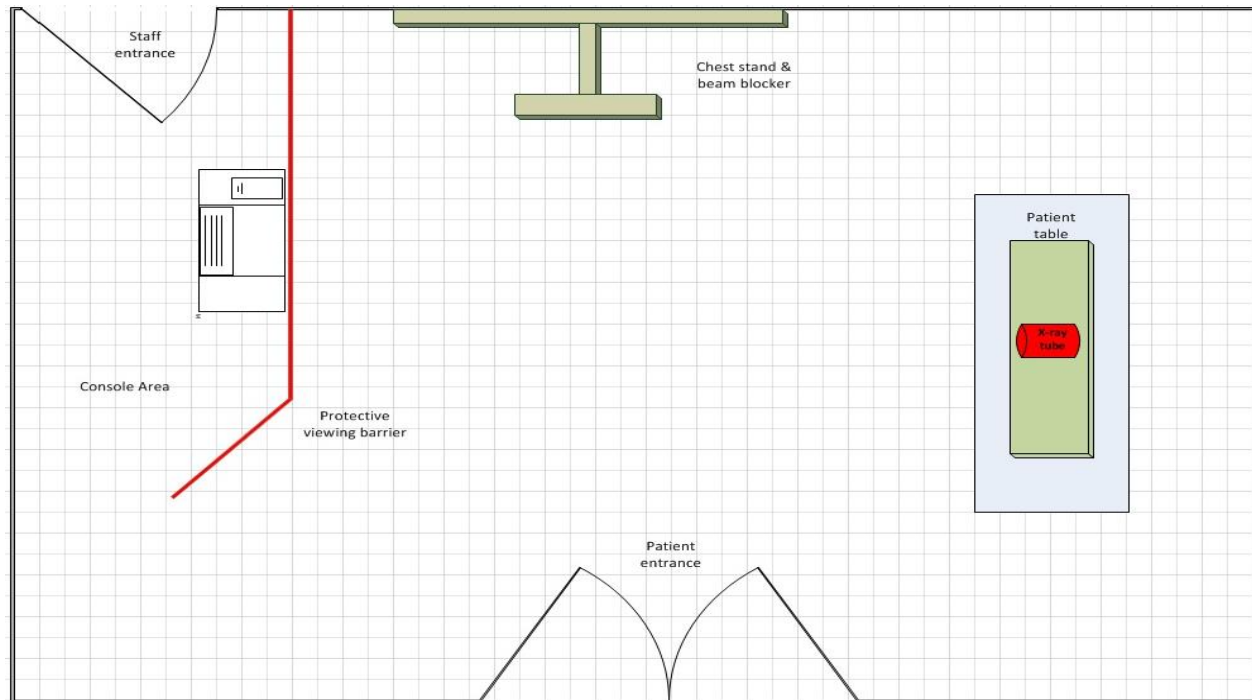 Staff
entrance
Chest stand &
beam blocker
Patient
table
X-ray
tube
Console Area
Protective
viewing barrier
Patient
entrance